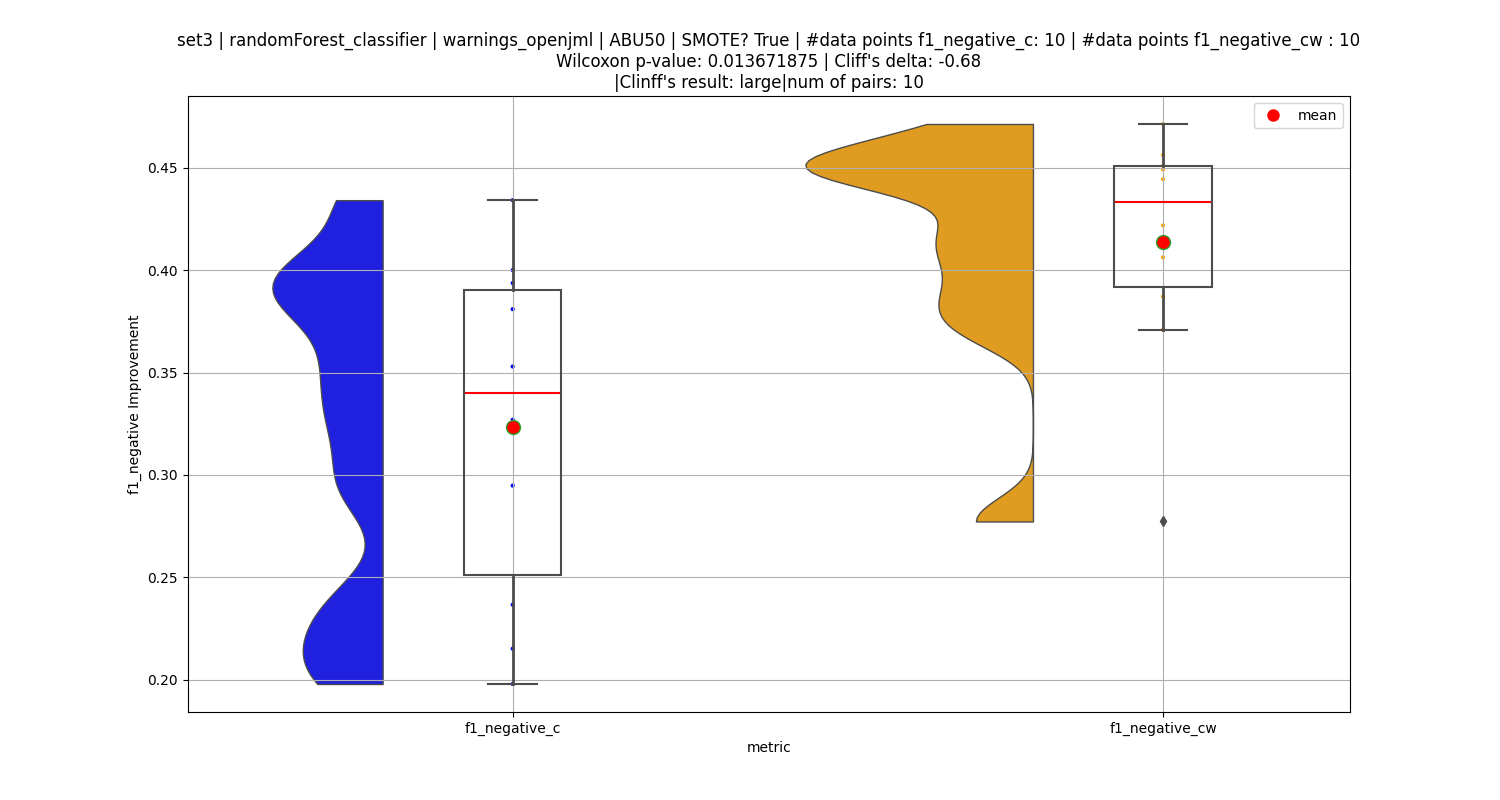 set3 | randomForest_classifier | warnings_openjml | ABU50 | SMOTE? True | #data points f1_negative_c: 10 | #data points f1_negative_cw : 10
Wilcoxon p-value: 0.013671875 | Cliff's delta: -0.68
|Clinff's result: large|num of pairs: 10
mean
0.45
0.40
0.35
0.30
0.25
0.20
f1_negative Improvement
f1_negative_c
f1_negative_cw
metric